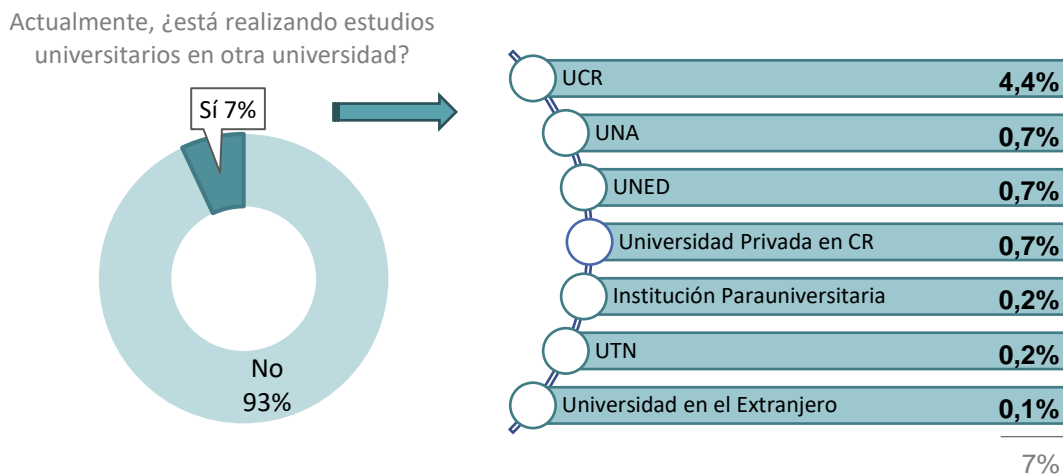 Actualmente, ¿está realizando estudios
universitarios en otra universidad?
Sí 7%
No
93%
UCR 4,4%
UNA 0,7%
UNED 0,7%
Universidad Privada en CR 0,7%
Institución Parauniversitaria 0,2%
UTN 0,2%
Universidad en el Extranjero 0,1%
7%